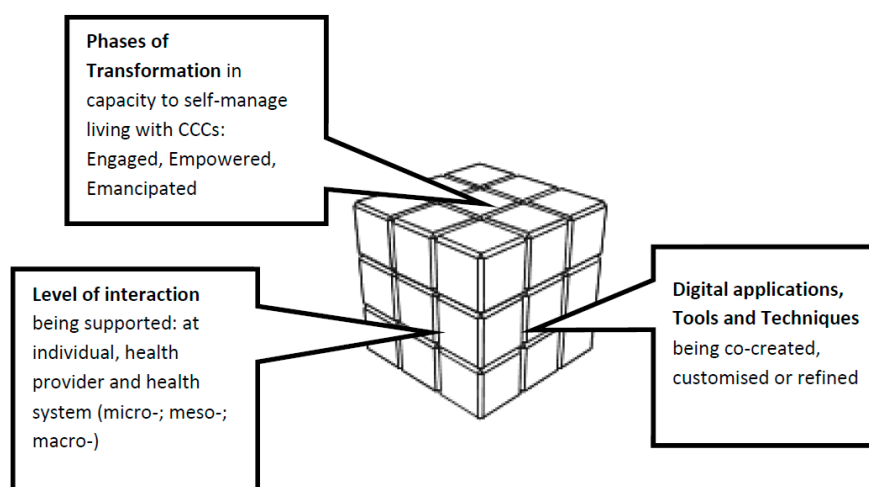 Phases of
Transformation in
capacity to self-manage
living with CCCs:
Engaged, Empowered,
Emancipated
Level of interaction
being supported: at
individual, health
provider and health
system (micro-; meso-;
macro-)
Digital applications,
Tools and Techniques
being co-created,
customised or refined